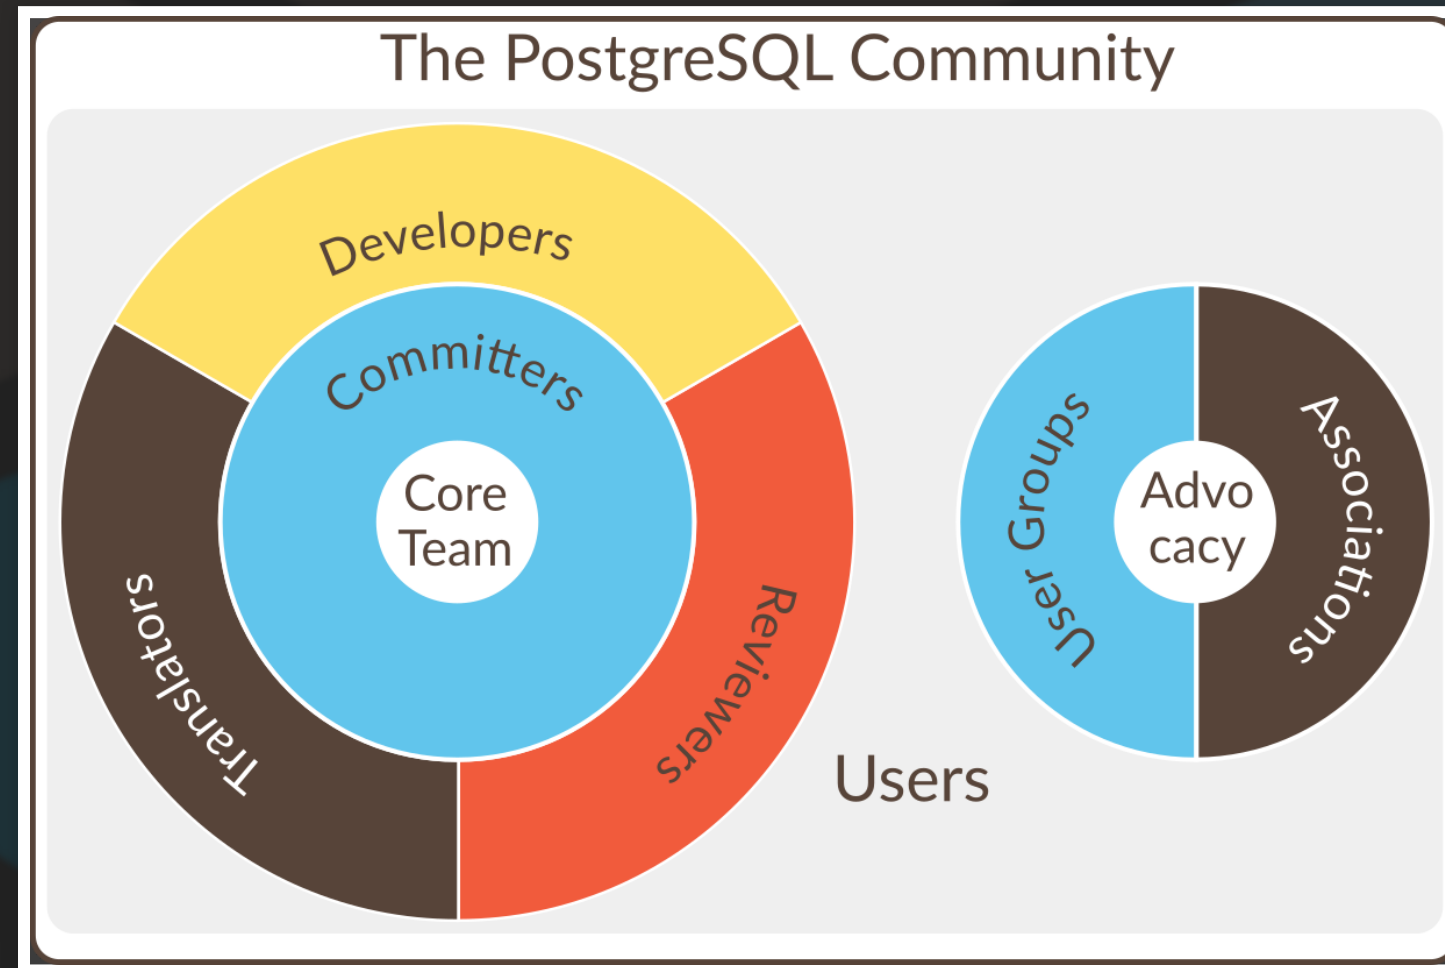 The PostgreSQL Community
Developers
Committers
Core
Team
Translators
Reviewers
User Groups
Advo
cacy
Associations
Users